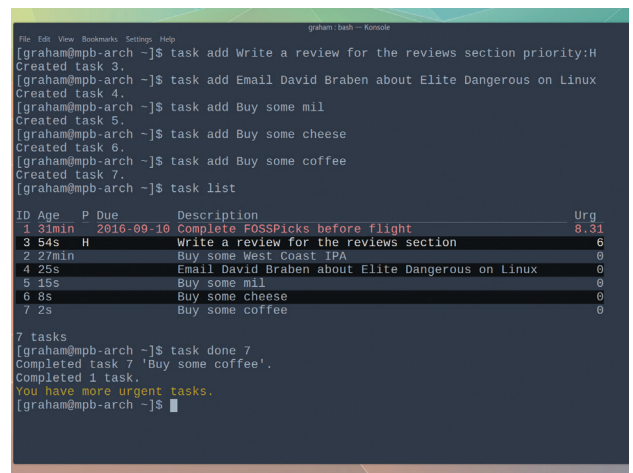 graham : bash — Konsole
File Edit View Bookmarks Settings Help
[graham@mpb-arch ~]$ task add Write a review for the reviews section priority:H
Created task 3.
[graham@mpb-arch ~]$ task add Email David Braben about Elite Dangerous on Linux
Created task 4.
[graham@mpb-arch ~]$ task add Buy some mil
Created task 5.
[graham@mpb-arch ~]$ task add Buy some cheese
Created task 6.
[graham@mpb-arch ~]$ task add Buy some coffee
Created task 7.
[graham@mpb-arch ~]$ task list
ID Age P Due Description Urg
1 31min 2016-09-10 Complete FOSSPicks before flight 8.31
3 54s H Write a review for the reviews section 6
2 27min Buy some West Coast IPA 0
4 25s Email David Braben about Elite Dangerous on Linux 0
5 15s Buy some mil 0
6 8s Buy some cheese 0
7 2s Buy some coffee 0
7 tasks
[graham@mpb-arch ~]$ task done 7
Completed task 7 'Buy some coffee'.
Completed 1 task.
You have more urgent tasks.
[graham@mpb-arch ~]$